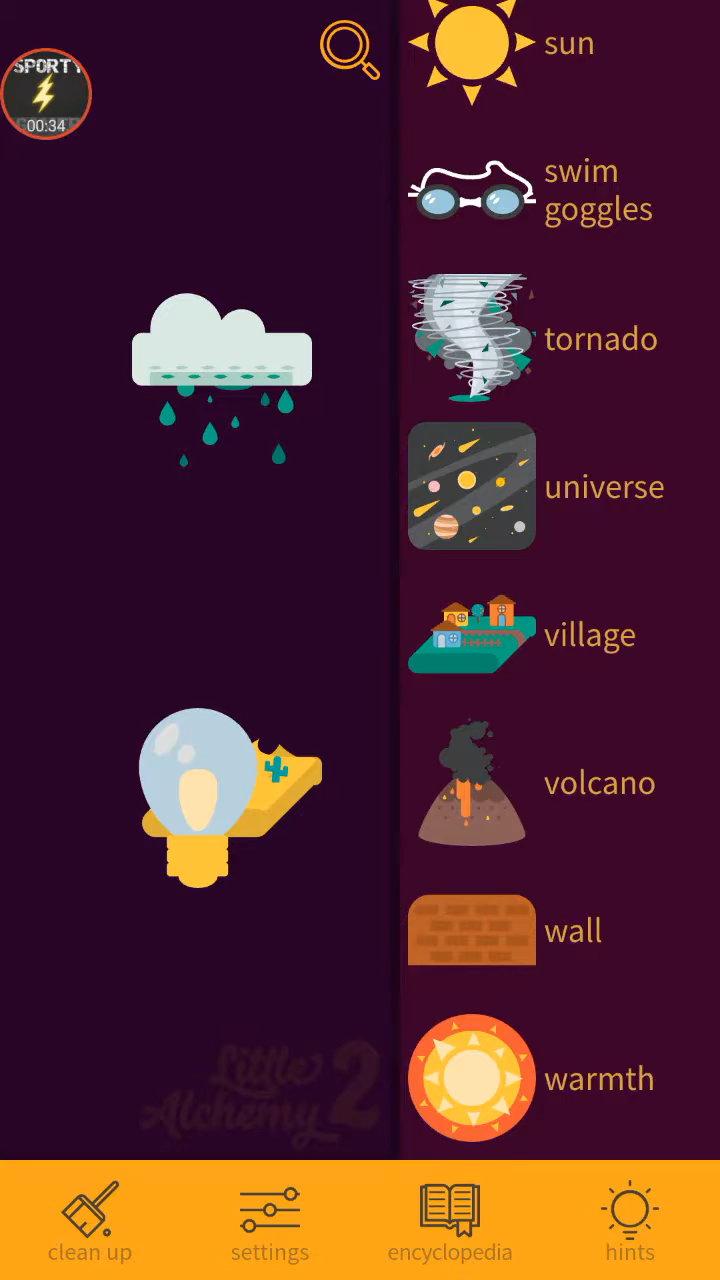 SPORTY
00:34
sun
swim
goggles
tornado
universe
village
volcano
wall
warmth
Little
Alchemy 2
clean up
settings
encyclopedia
hints